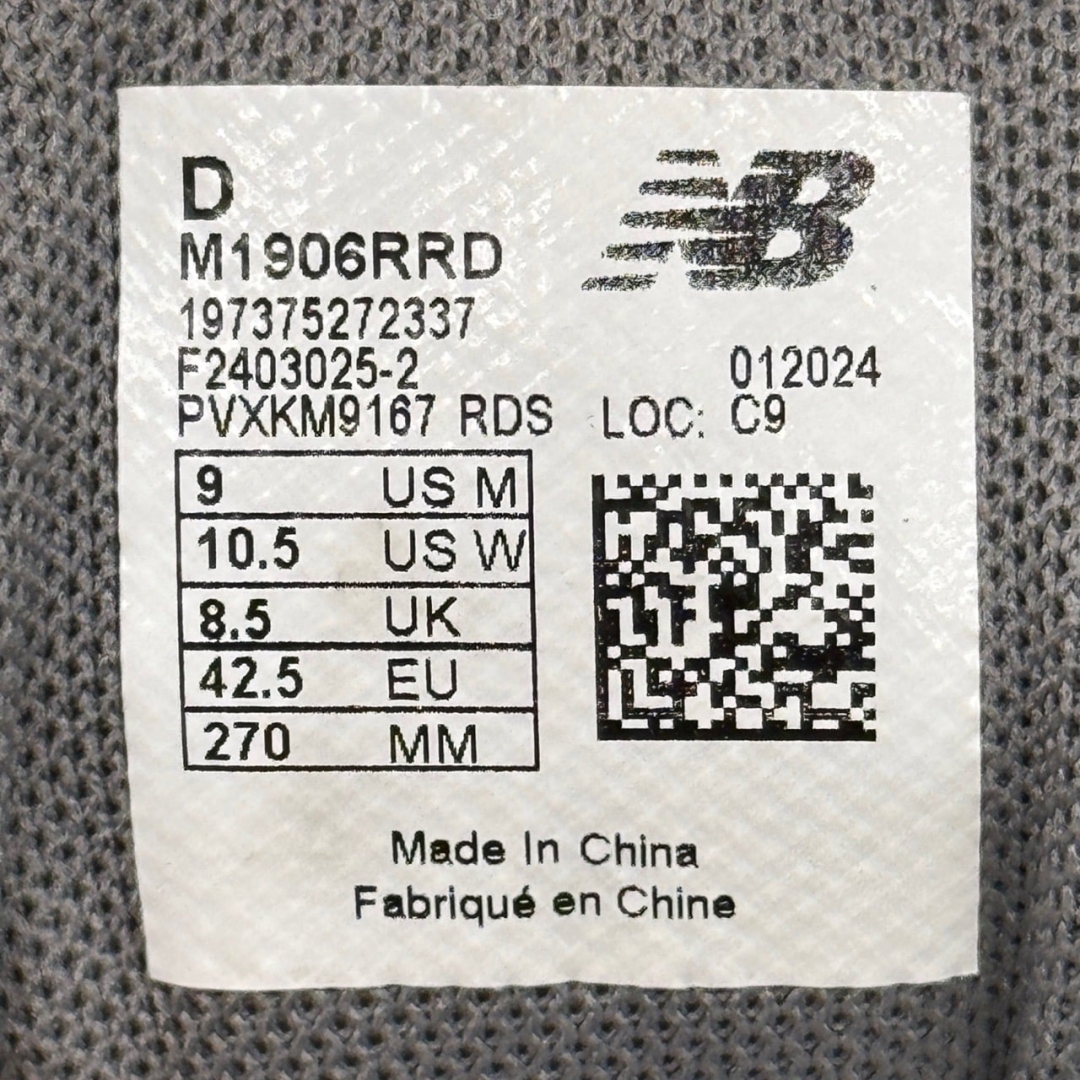 D
NB
M1906RRD
197375272337
F2403025-2 012024
PVXKM9167 RDS LOC: C9
9 US M
10.5 US W
8.5 UK
42.5 EU
270 MM
Made In China
Fabriqué en Chine